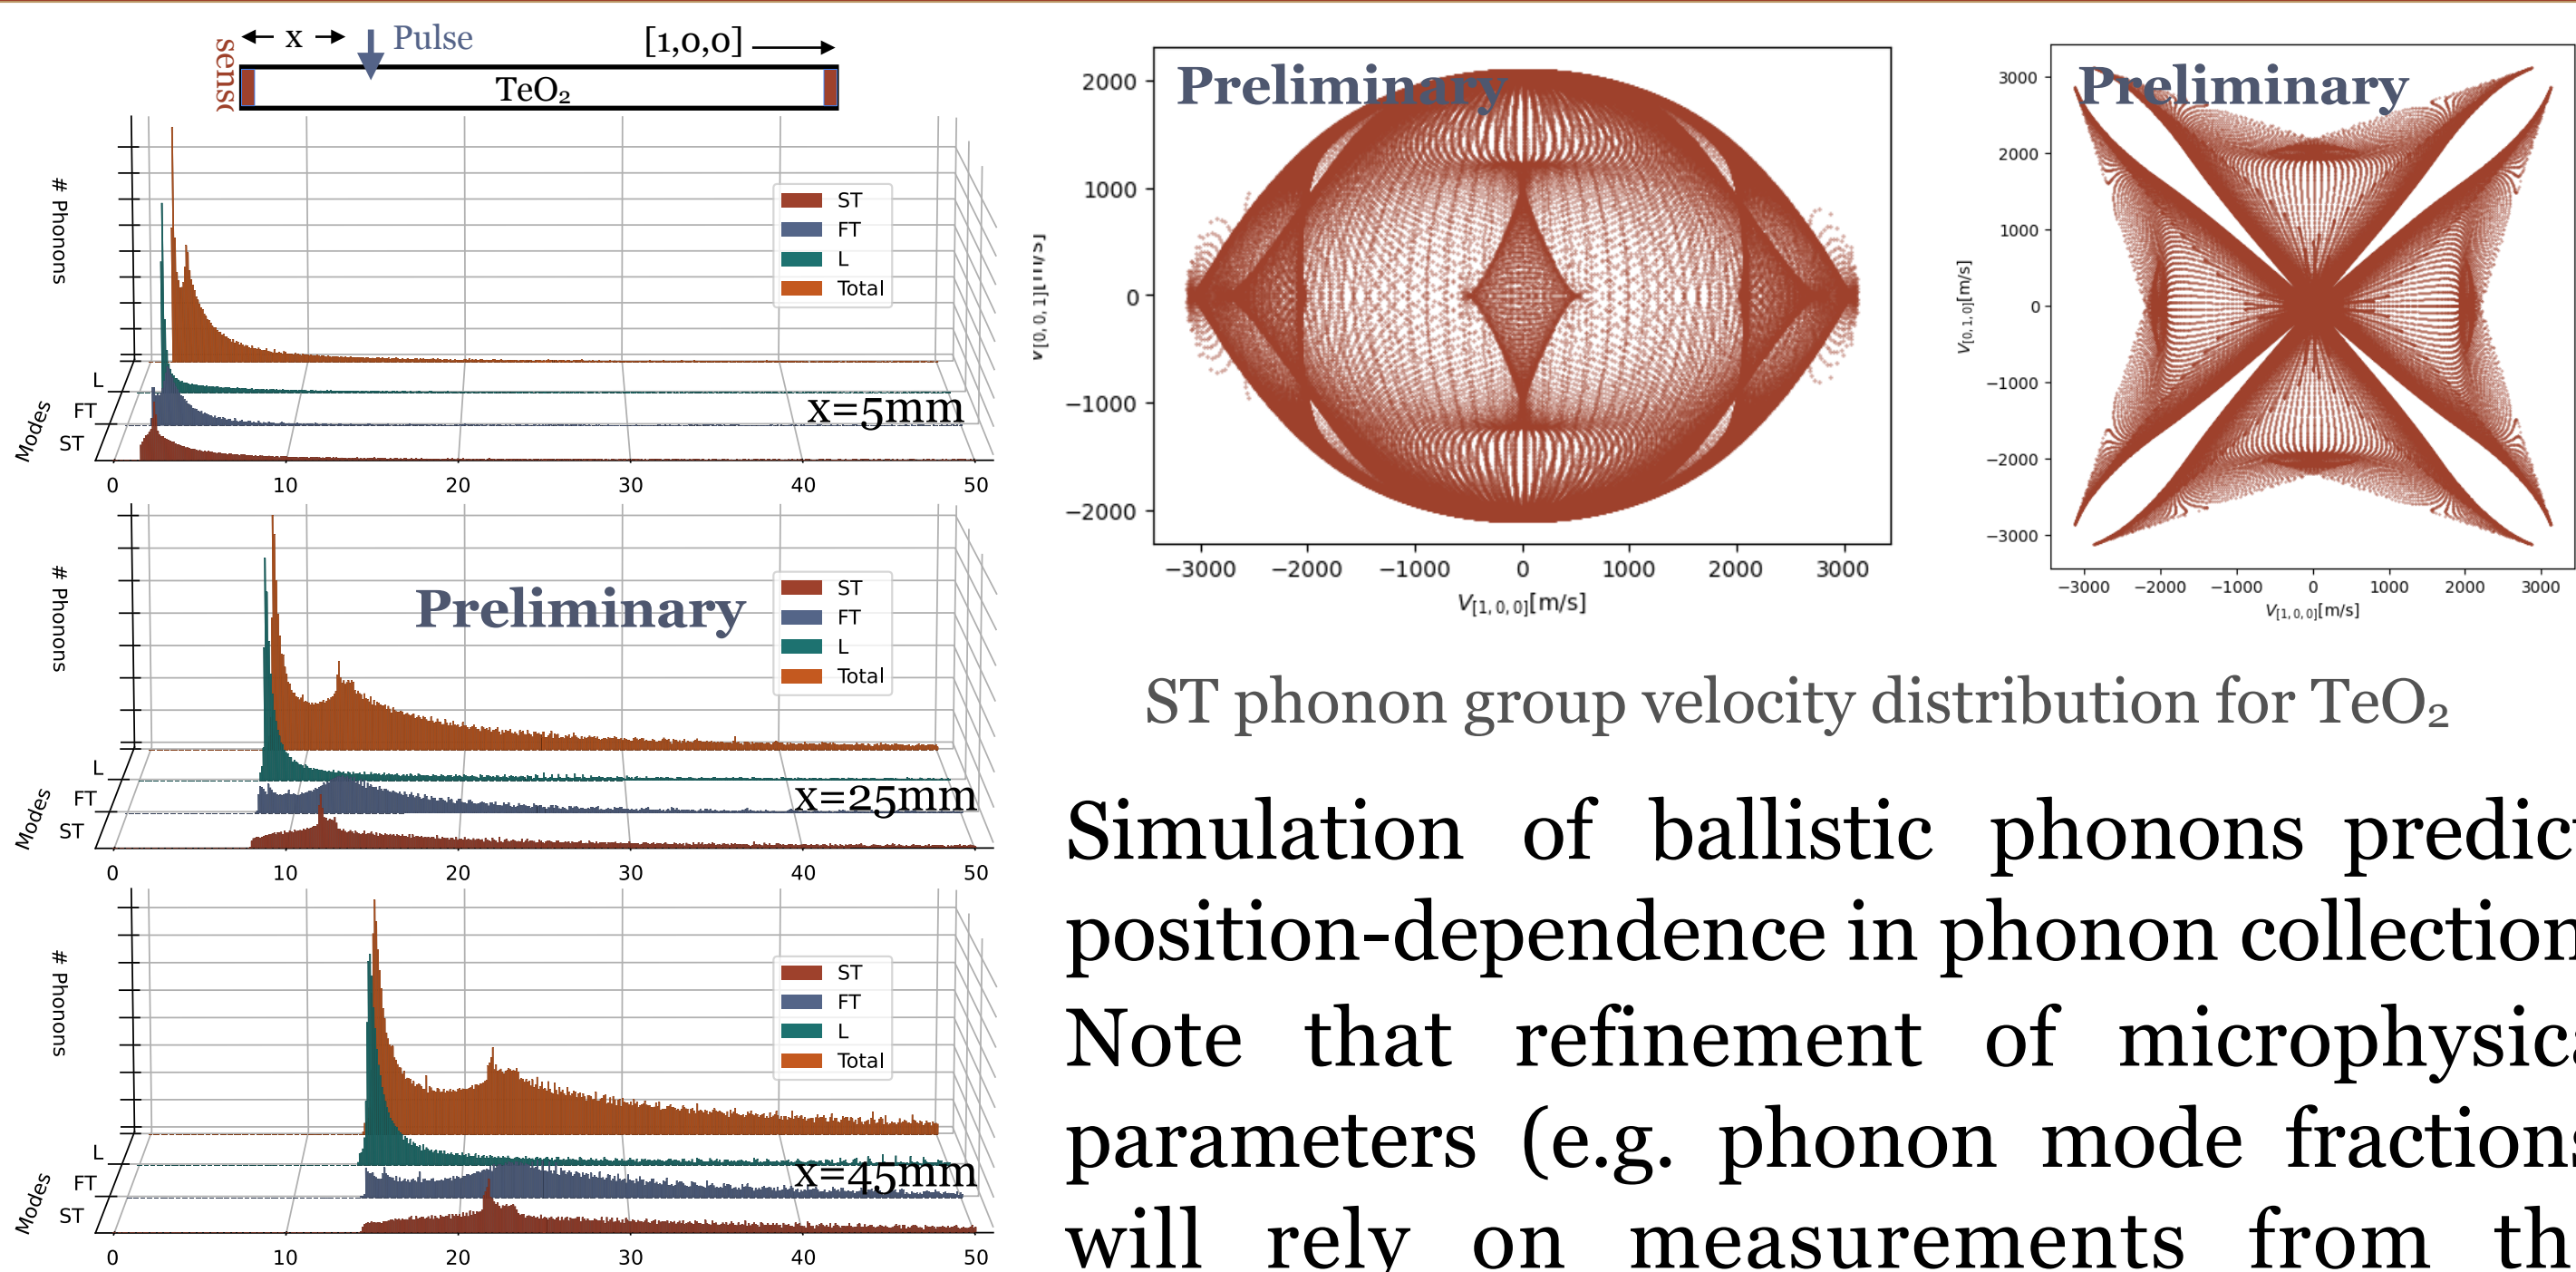 x
Pulse
[1,0,0]
TeO₂
# Phonons
ST
FT
L
Total
L
FT
ST
Modes
x=5mm
0 10 20 30 40 50
# Phonons
Preliminary
ST
FT
L
Total
L
FT
ST
Modes
x=25mm
0 10 20 30 40 50
# Phonons
ST
FT
L
Total
L
FT
ST
Modes
x=45mm
0 10 20 30 40 50
Preliminary
2000
1000
0
−1000
−2000
−3000 −2000 −1000 0 1000 2000 3000
V[1, 0, 0][m/s]
Preliminary
3000
2000
1000
0
−1000
−2000
−3000
V[0, 1, 0][m/s]
−3000 −2000 −1000 0 1000 2000 3000
V[1, 0, 0][m/s]
ST phonon group velocity distribution for TeO₂
Simulation of ballistic phonons predict
position-dependence in phonon collection
Note that refinement of microphysica
parameters (e.g. phonon mode fractions
will rely on measurements from th